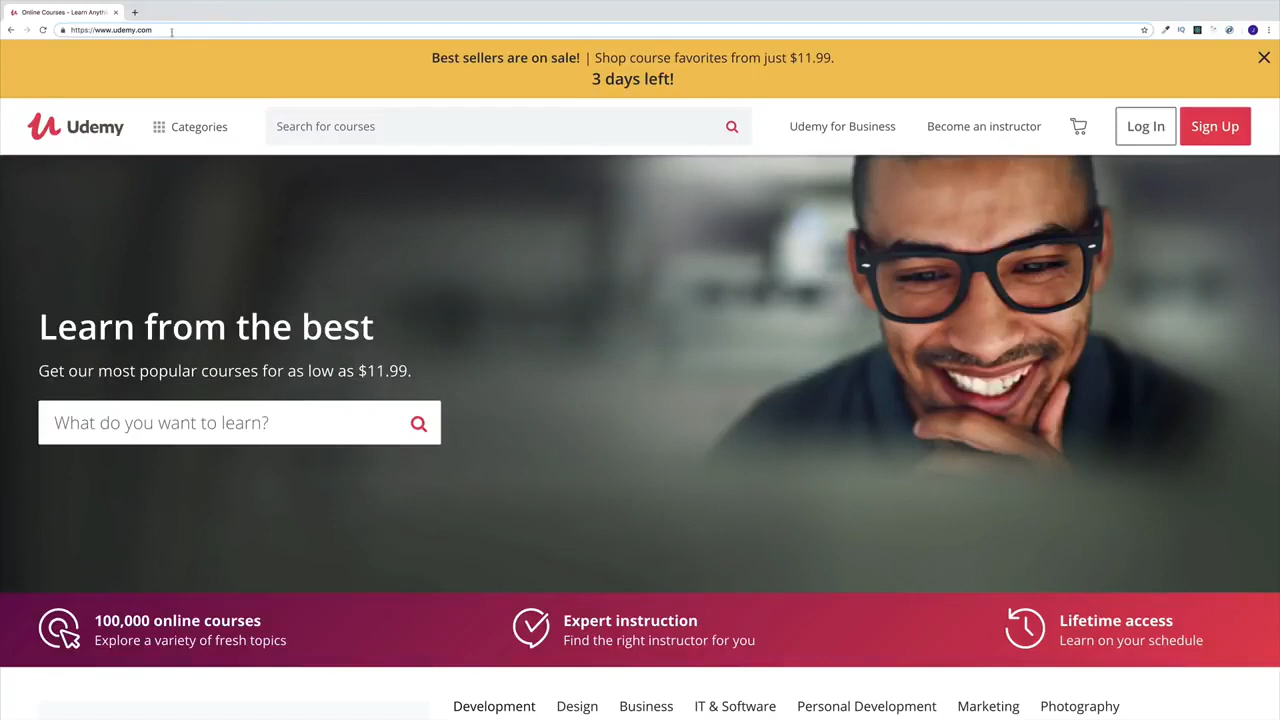 Online Courses - Learn Anythi
https://www.udemy.com
Best sellers are on sale! | Shop course favorites from just $11.99.
3 days left!
Udemy
Categories
Search for courses
Udemy for Business
Become an instructor
Log In
Sign Up
Learn from the best
Get our most popular courses for as low as $11.99.
What do you want to learn?
100,000 online courses
Explore a variety of fresh topics
Expert instruction
Find the right instructor for you
Lifetime access
Learn on your schedule
Development
Design
Business
IT & Software
Personal Development
Marketing
Photography